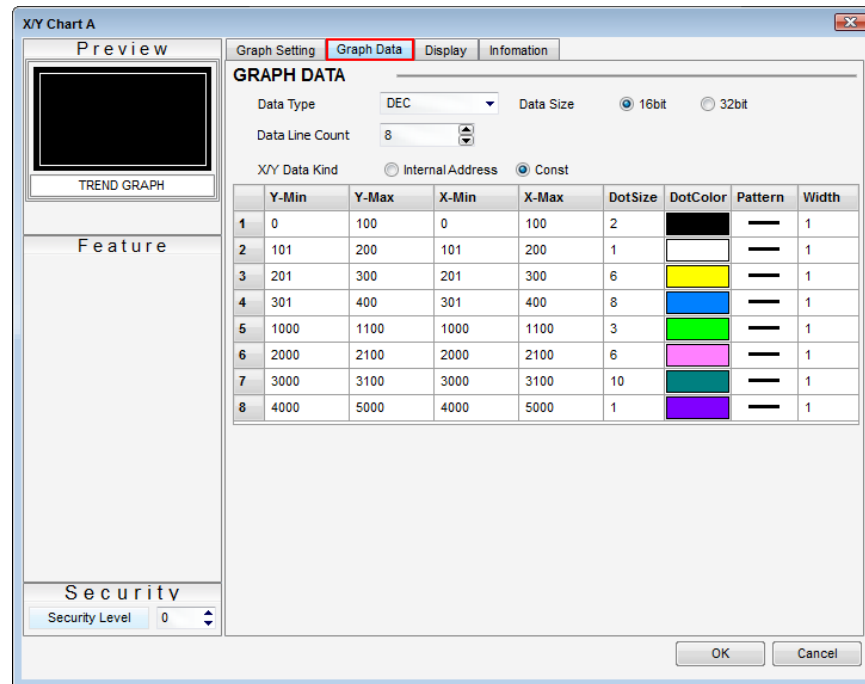 X/Y Chart A
Preview
TREND GRAPH
Feature
Security
Security Level 0
Graph Setting Graph Data Display Infomation
GRAPH DATA
Data Type DEC Data Size 16bit 32bit
Data Line Count 8
X/Y Data Kind Internal Address Const
Y-Min Y-Max X-Min X-Max DotSize DotColor Pattern Width
1 0 100 0 100 2 1
2 101 200 101 200 1 1
3 201 300 201 300 6 1
4 301 400 301 400 8 1
5 1000 1100 1000 1100 3 1
6 2000 2100 2000 2100 6 1
7 3000 3100 3000 3100 10 1
8 4000 5000 4000 5000 1 1
OK Cancel